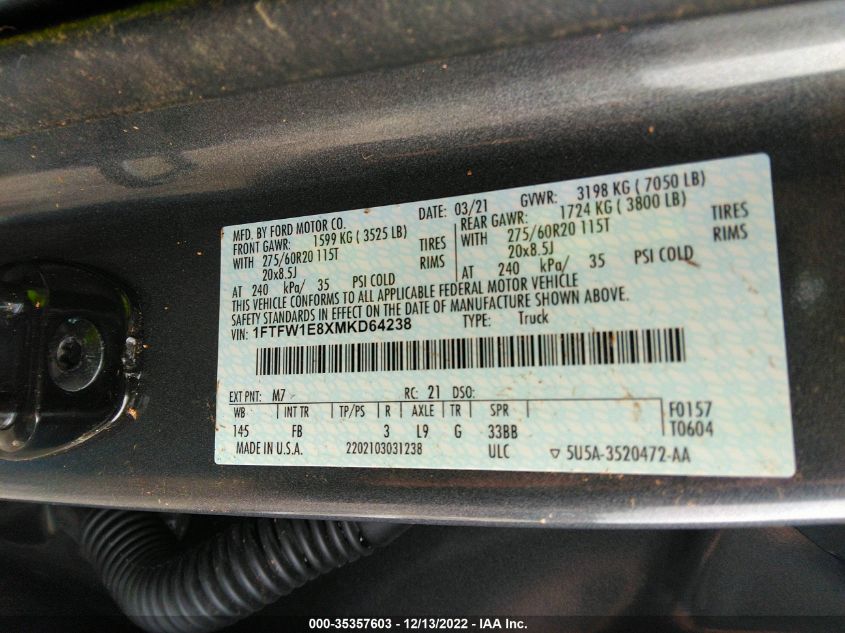 MFD. BY FORD MOTOR CO. DATE: 03/21 GVWR: 3198 KG ( 7050 LB)
FRONT GAWR: 1599 KG ( 3525 LB) REAR GAWR: 1724 KG ( 3800 LB)
WITH 275/60R20 115T TIRES WITH 275/60R20 115T TIRES
20x8.5J RIMS 20x8.5J RIMS
AT 240 kPa/ 35 PSI COLD AT 240 kPa/ 35 PSI COLD
THIS VEHICLE CONFORMS TO ALL APPLICABLE FEDERAL MOTOR VEHICLE
SAFETY STANDARDS IN EFFECT ON THE DATE OF MANUFACTURE SHOWN ABOVE.
VIN: 1FTFW1E8XMKD64238 TYPE: Truck
EXT PNT: M7 RC: 21 DSO:
WB INT TR TP/PS R AXLE TR SPR F0157
145 FB 3 L9 G 33BB T0604
MADE IN U.S.A. 2202103031238 ULC ▽ 5U5A-3520472-AA
000-35357603 - 12/13/2022 - IAA Inc.